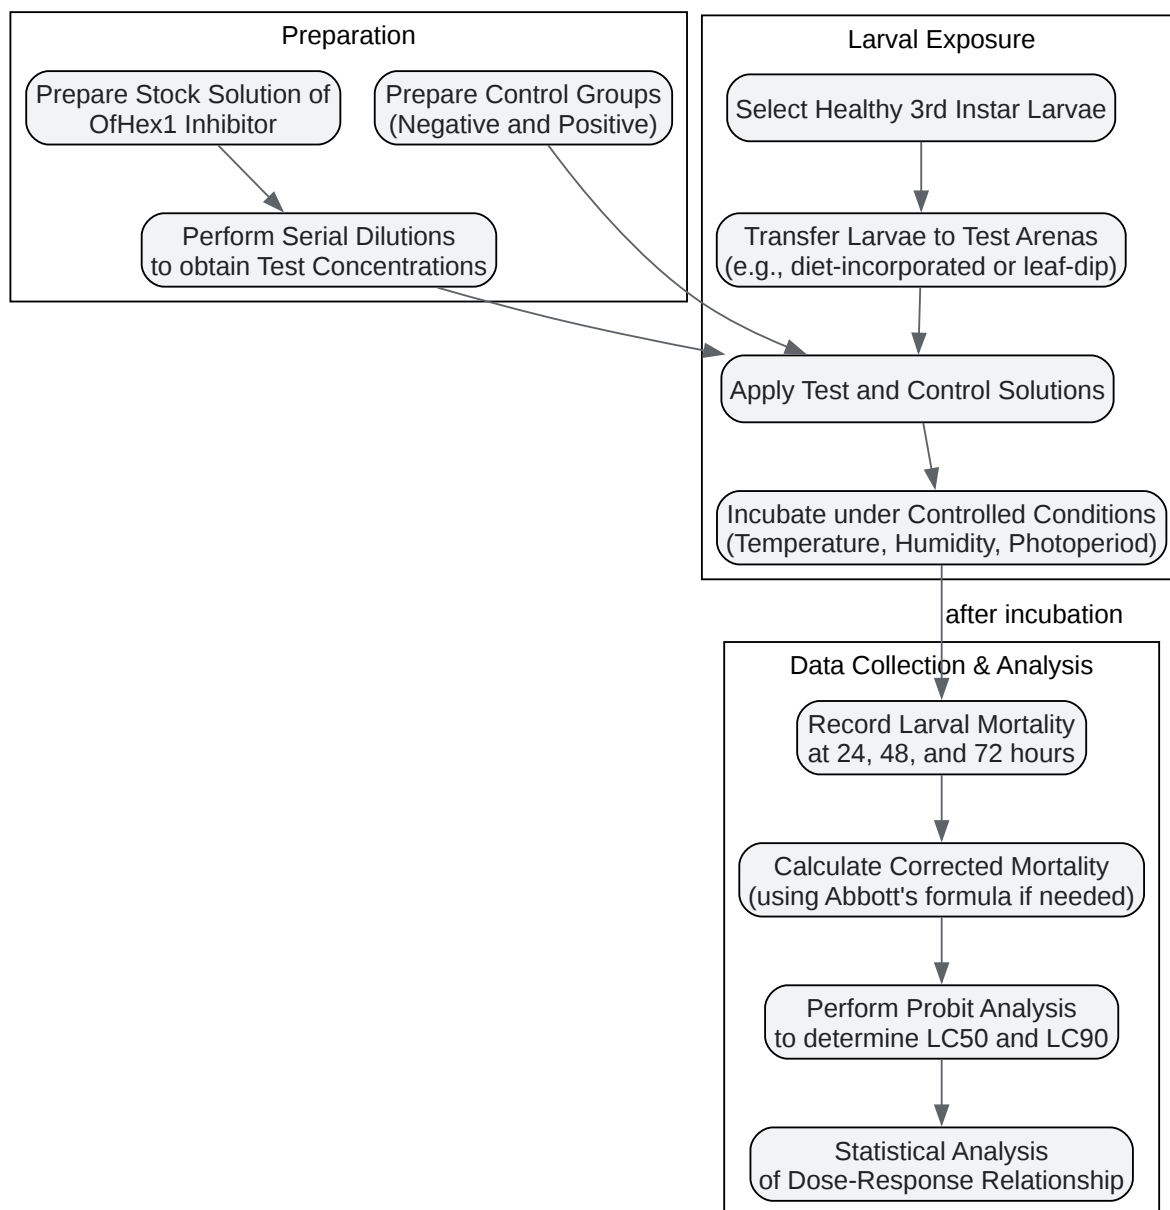 Preparation
Prepare Stock Solution of
OfHex1 Inhibitor
Prepare Control Groups
(Negative and Positive)
Perform Serial Dilutions
to obtain Test Concentrations
Larval Exposure
Select Healthy 3rd Instar Larvae
Transfer Larvae to Test Arenas
(e.g., diet-incorporated or leaf-dip)
Apply Test and Control Solutions
Incubate under Controlled Conditions
(Temperature, Humidity, Photoperiod)
after incubation
Data Collection & Analysis
Record Larval Mortality
at 24, 48, and 72 hours
Calculate Corrected Mortality
(using Abbott's formula if needed)
Perform Probit Analysis
to determine LC50 and LC90
Statistical Analysis
of Dose-Response Relationship